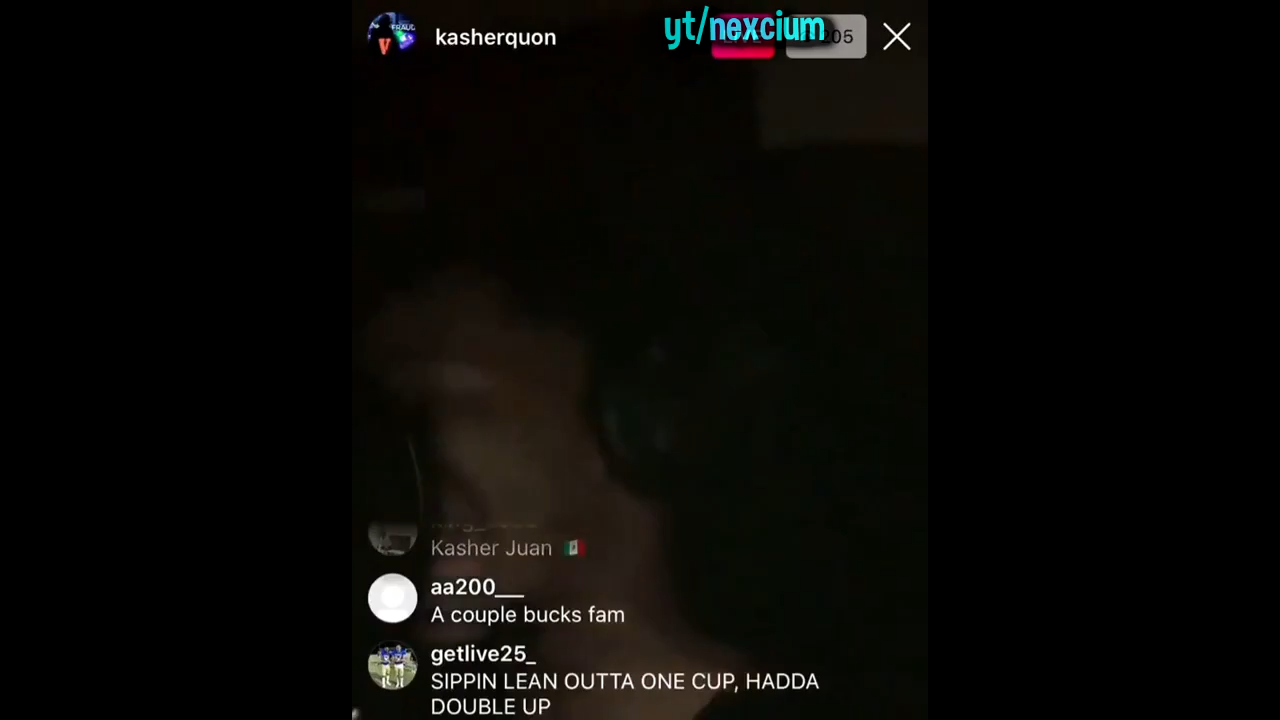 yt/nexcium
kasherquon
Kasher Juan 🇲🇽
aa200___
A couple bucks fam
getlive25_
SIPPIN LEAN OUTTA ONE CUP, HADDA
DOUBLE UP